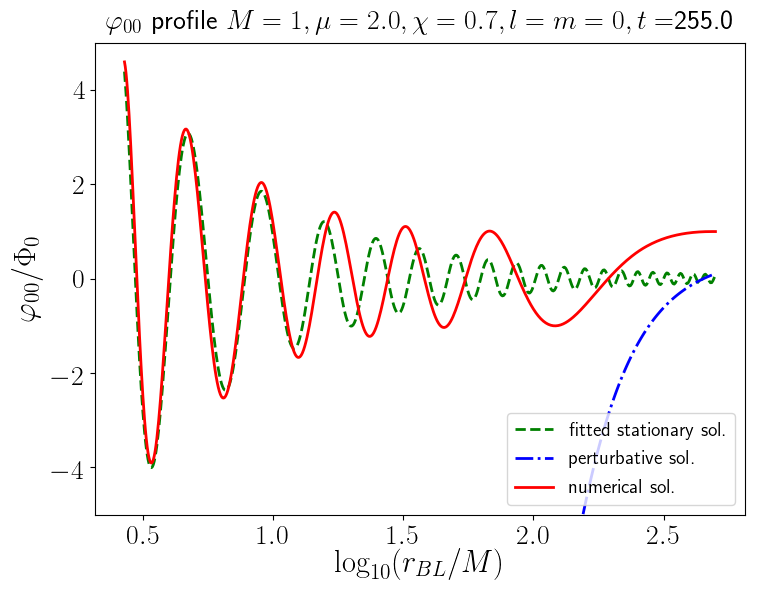 φ₀₀ profile M = 1, μ = 2.0, χ = 0.7, l = m = 0, t =255.0
φ₀₀/Φ₀
4
2
0
−2
−4
fitted stationary sol.
perturbative sol.
numerical sol.
0.5 1.0 1.5 2.0 2.5
log₁₀(r_BL/M)